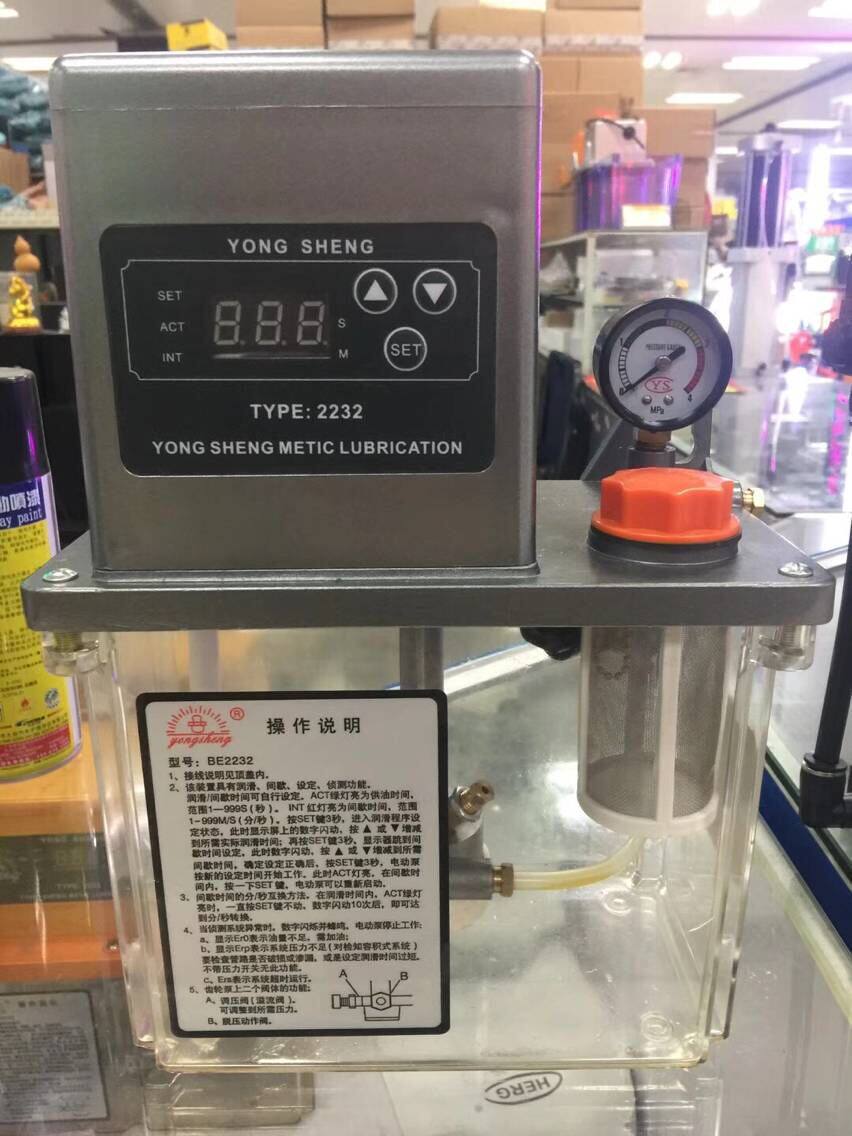 YONG SHENG
SET
ACT
INT
888
S
M
SET
TYPE: 2232
YONG SHENG METIC LUBRICATION
PRESSURE GAUGE
YS
MPa
0
1
4
动喷漆
ay paint
yongsheng®
操作说明
型号：BE2232
1、接线说明见顶盖内。
2、该装置具有润滑、间歇、设定、侦测功能。
润滑/间歇时间可自行设定，ACT绿灯亮为供油时间，
范围1—999S(秒)。INT红灯亮为间歇时间，范围
1-999M/S(分/秒)。按SET键3秒，进入润滑程序设
定状态，此时显示屏上的数字闪动，按▲或▼增减
到所需实际润滑时间；再按SET键3秒，显示器跳到间
歇时间设定，此时数字闪动、按▲或▼增减到所需
间歇时间，确定设定正确后，按SET键3秒，电动泵
按新的设定时间开始工作。此时ACT灯亮，在间歇时
间内，按一下SET键，电动泵可以重新启动。
3、间歇时间的分/秒互换方法，在润滑时间内，ACT绿灯
亮时，一直按SET键不动，数字闪动10次后，即可达
到分/秒转换。
4、当侦测系统异常时，数字闪烁并蜂鸣，电动泵停止工作：
a、显示Er0表示油量不足，需加油；
b、显示Erp表示系统压力不足(对检知容积式系统)
要检查管路是否破损或渗漏，或是设定润滑时间过短。
不带压力开关无此功能。
c、Era表示系统超时运行。
5、齿轮泵上二个阀体的功能：
A、调压阀(溢流阀)。
可调整到所需压力。
B、脱压动作阀。
A
B
HERG